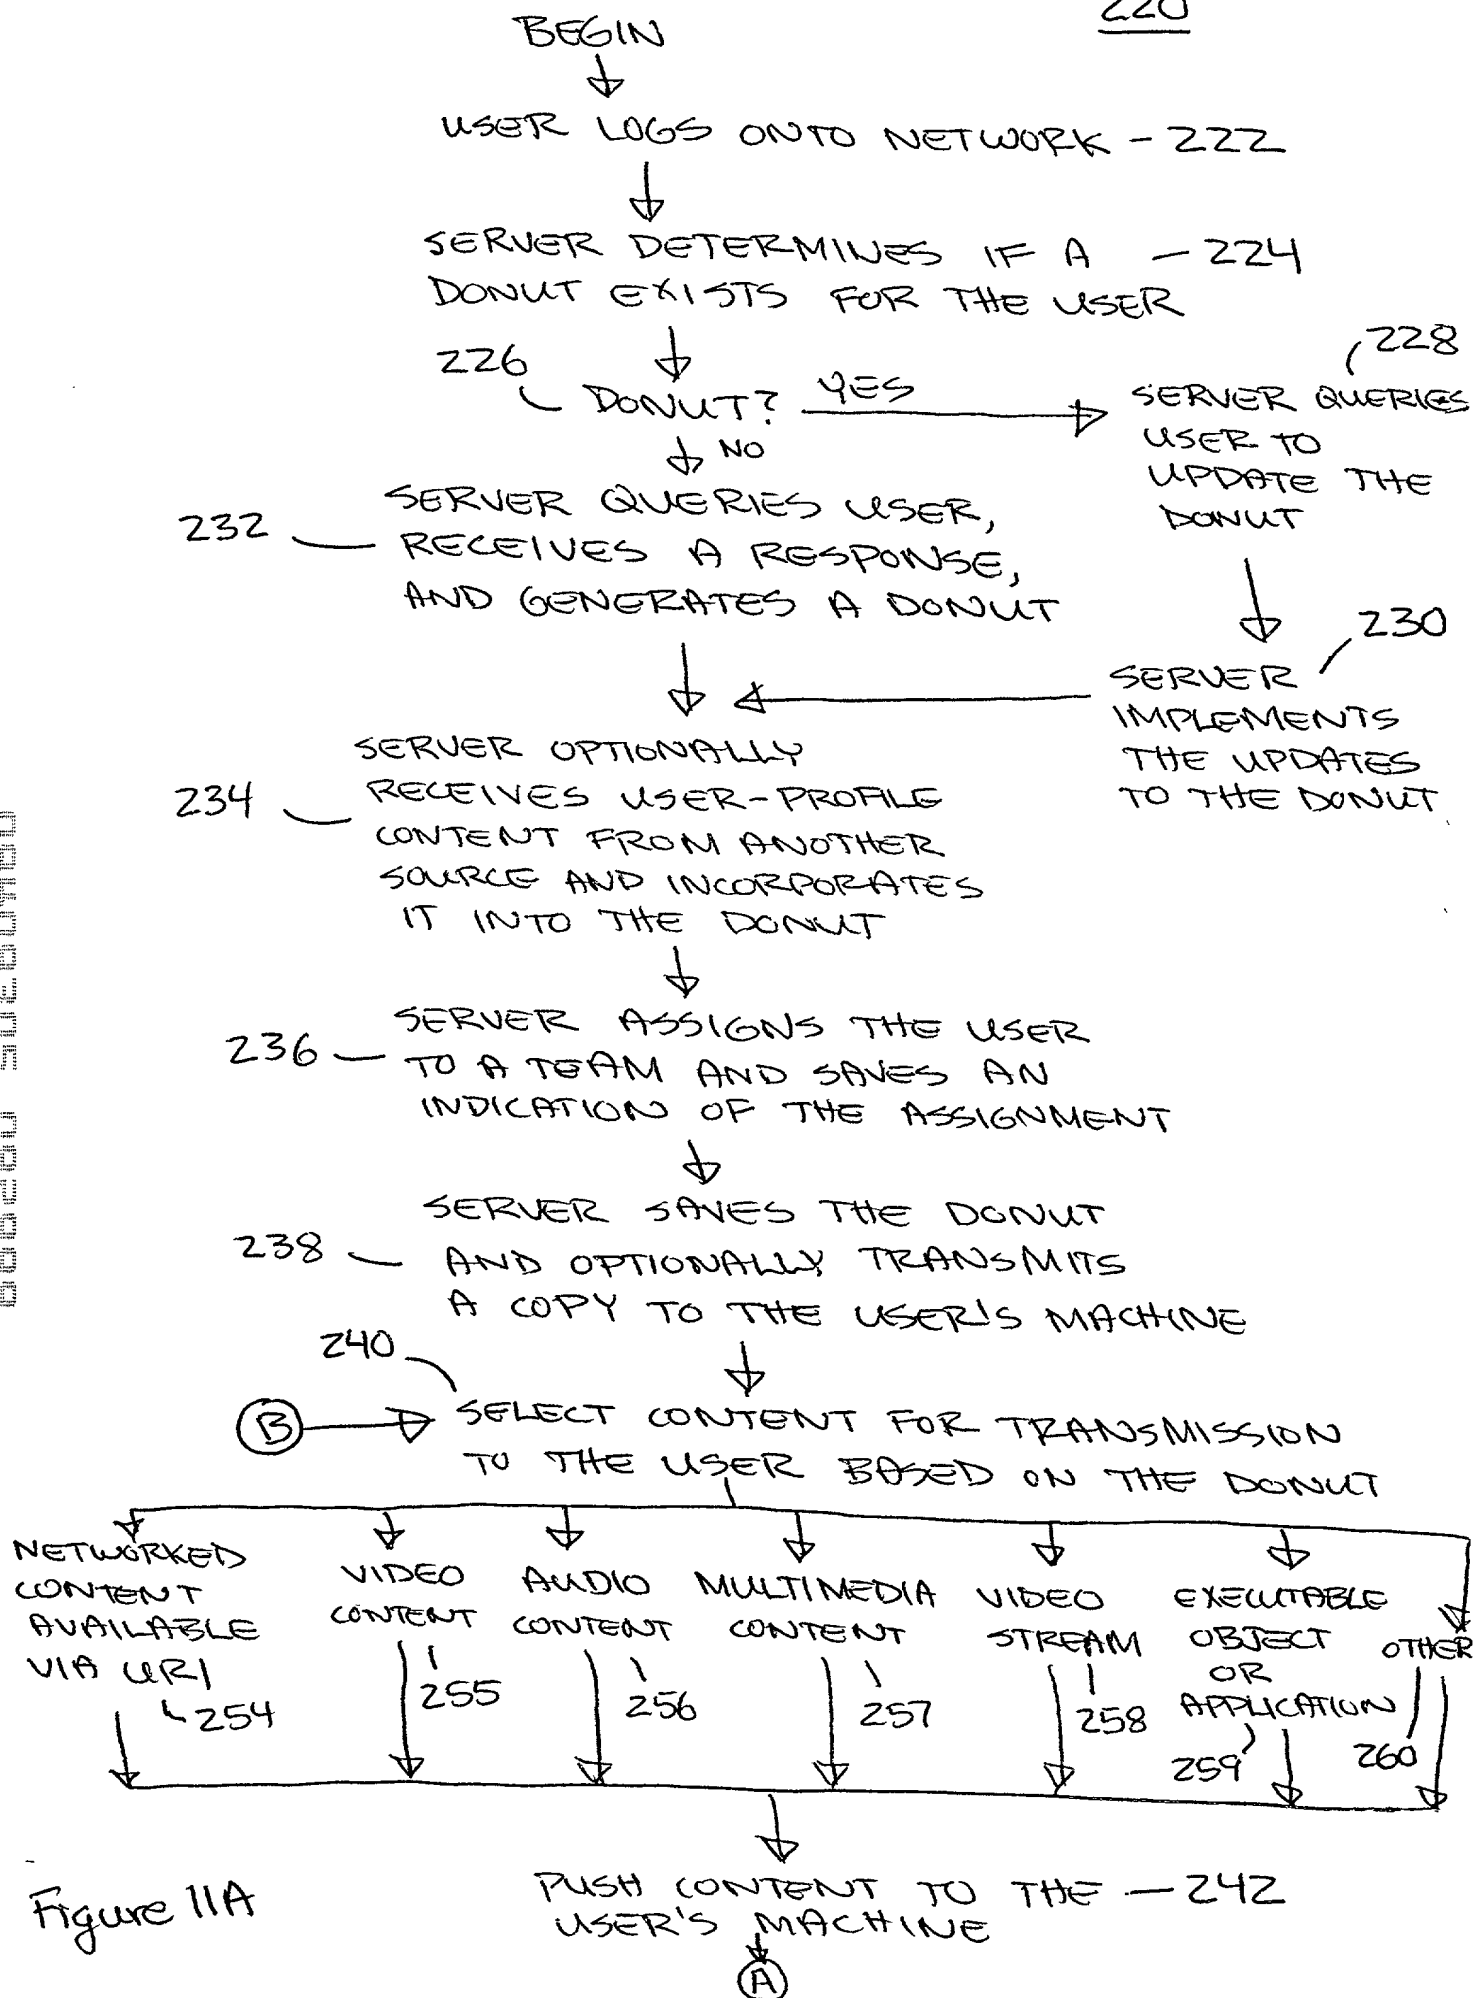 220
BEGIN
USER LOGS ONTO NETWORK - 222
SERVER DETERMINES IF A - 224
DONUT EXISTS FOR THE USER
226
DONUT?
YES
NO
228
SERVER QUERIES
USER TO
UPDATE THE
DONUT
232
SERVER QUERIES USER,
RECEIVES A RESPONSE,
AND GENERATES A DONUT
230
SERVER
IMPLEMENTS
THE UPDATES
TO THE DONUT
234
SERVER OPTIONALLY
RECEIVES USER-PROFILE
CONTENT FROM ANOTHER
SOURCE AND INCORPORATES
IT INTO THE DONUT
236
SERVER ASSIGNS THE USER
TO A TEAM AND SAVES AN
INDICATION OF THE ASSIGNMENT
238
SERVER SAVES THE DONUT
AND OPTIONALLY TRANSMITS
A COPY TO THE USER'S MACHINE
240
B
SELECT CONTENT FOR TRANSMISSION
TO THE USER BASED ON THE DONUT
NETWORKED
CONTENT
AVAILABLE
VIA URI
254
VIDEO
CONTENT
255
AUDIO
CONTENT
256
MULTIMEDIA
CONTENT
257
VIDEO
STREAM
258
EXECUTABLE
OBJECT
OR
APPLICATION
259
OTHER
260
PUSH CONTENT TO THE - 242
USER'S MACHINE
A
Figure 11A